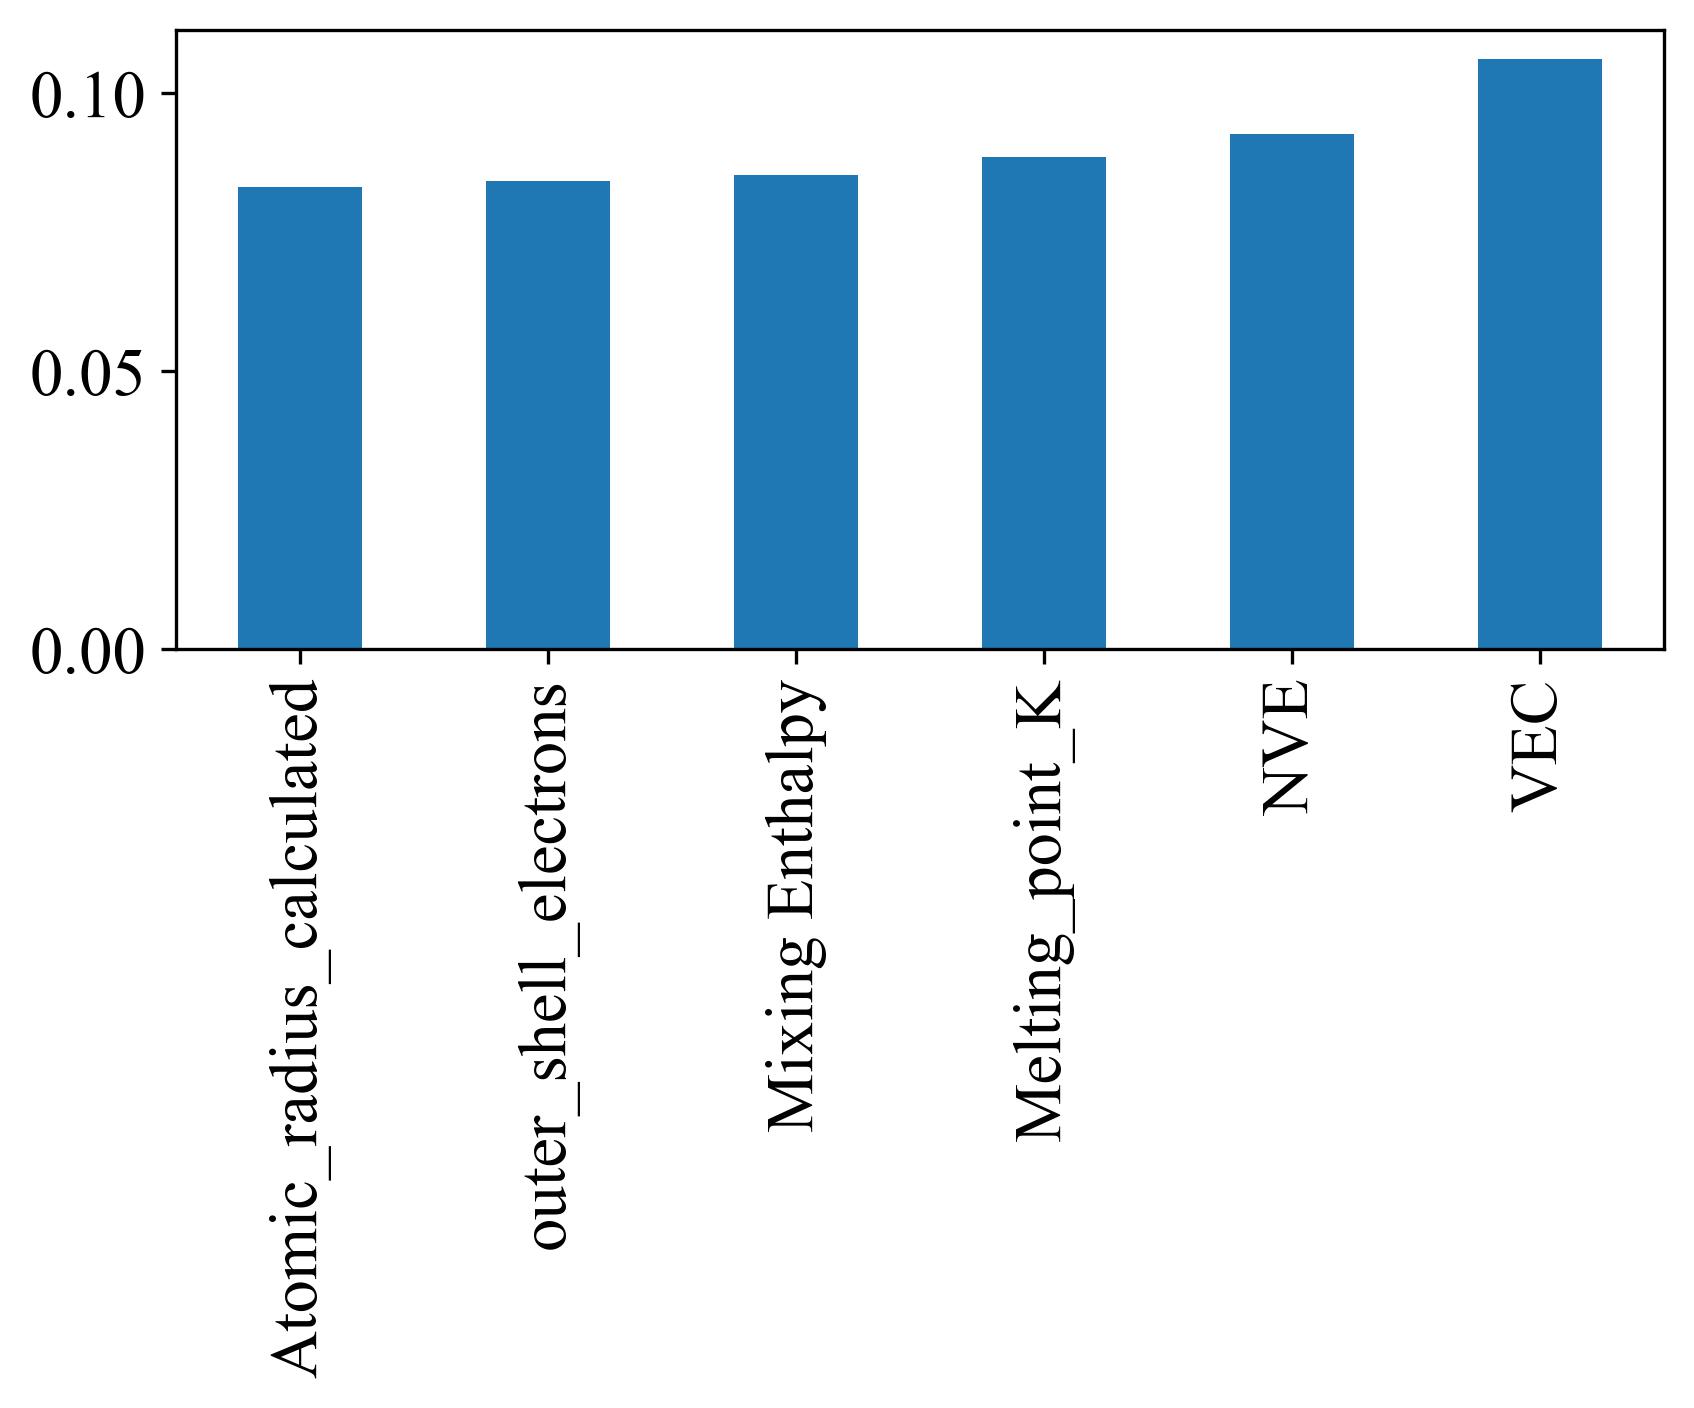 0.10
0.05
0.00
Atomic_radius_calculated
outer_shell_electrons
Mixing Enthalpy
Melting_point_K
NVE
VEC